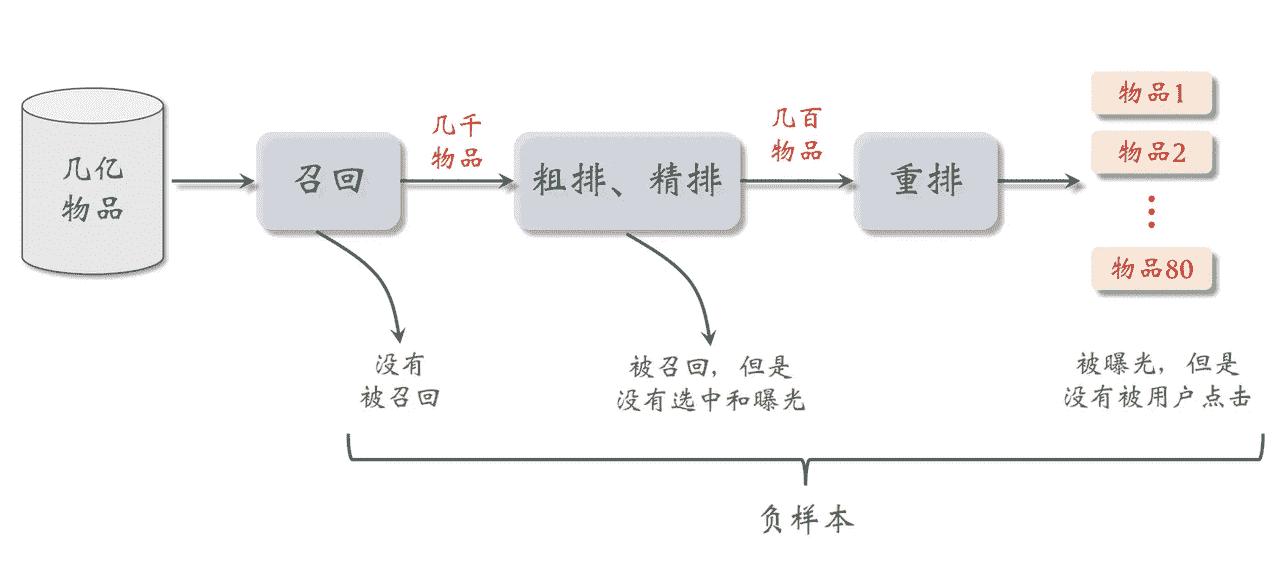 几亿
物品
召回
几千
物品
粗排、精排
几百
物品
重排
物品1
物品2
物品80
没有
被召回
被召回，但是
没有选中和曝光
被曝光，但是
没有被用户点击
负样本